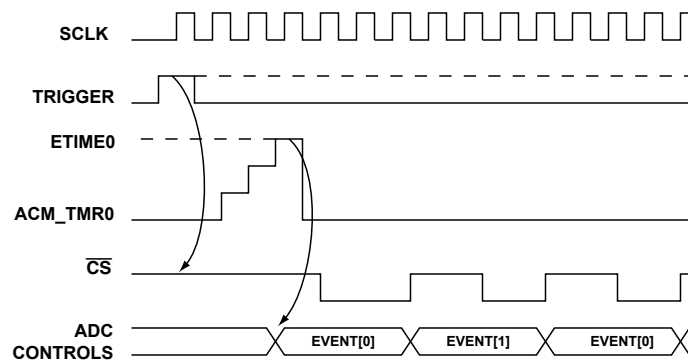 SCLK
TRIGGER
ETIME0
ACM_TMR0
CS
ADC
CONTROLS
EVENT[0]
EVENT[1]
EVENT[0]